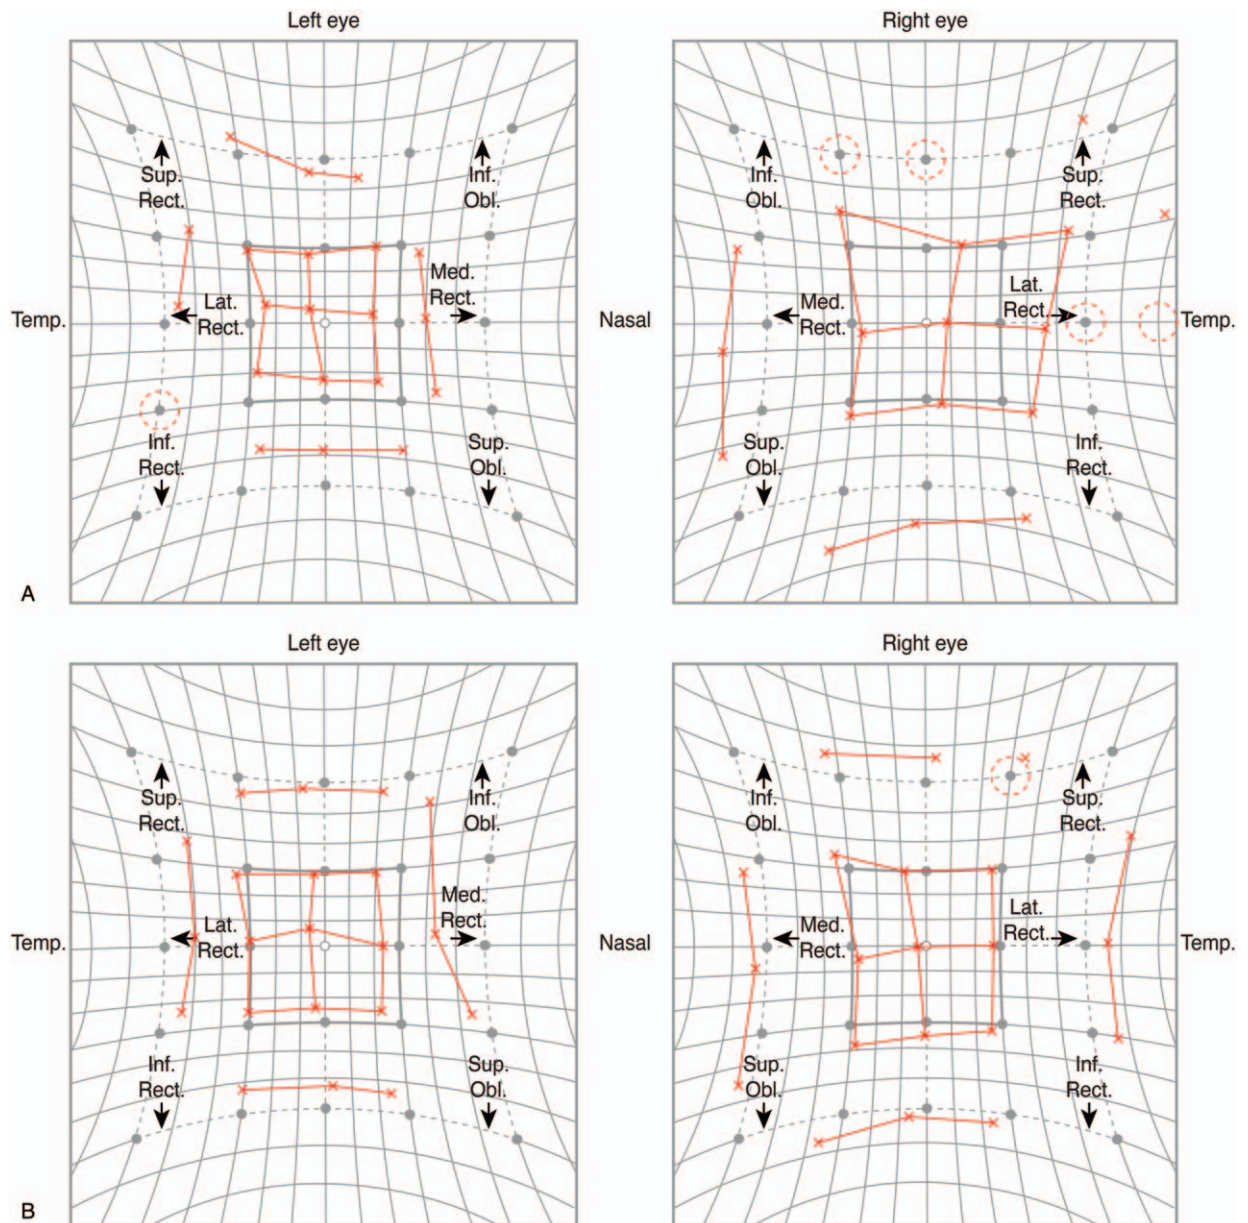 Left eye
Right eye
Sup.
Rect.
Inf.
Obl.
Inf.
Obl.
Sup.
Rect.
Temp.
Lat.
Rect.
Med.
Rect.
Nasal
Med.
Rect.
Lat.
Rect.
Temp.
Inf.
Rect.
Sup.
Obl.
Sup.
Obl.
Inf.
Rect.
A
Left eye
Right eye
Sup.
Rect.
Inf.
Obl.
Inf.
Obl.
Sup.
Rect.
Temp.
Lat.
Rect.
Med.
Rect.
Nasal
Med.
Rect.
Lat.
Rect.
Temp.
Inf.
Rect.
Sup.
Obl.
Sup.
Obl.
Inf.
Rect.
B